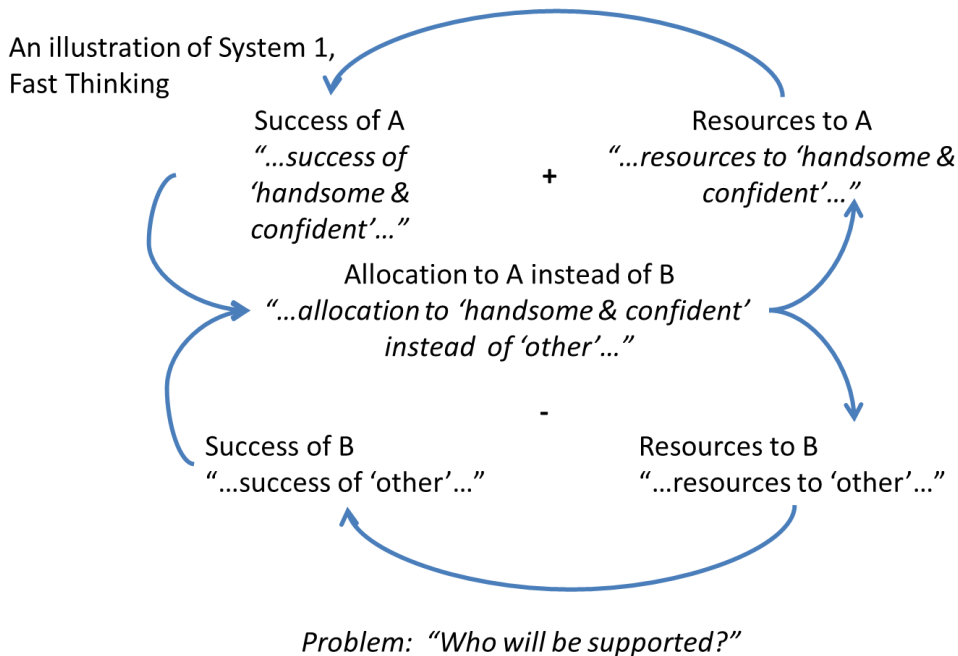 An illustration of System 1,
Fast Thinking
Success of A
“…success of
‘handsome &
confident’…”
+
Resources to A
“…resources to ‘handsome &
confident’…”
Allocation to A instead of B
“…allocation to ‘handsome & confident’
instead  of ‘other’…”
-
Success of B
“…success of ‘other’…”
Resources to B
“…resources to ‘other’…”
Problem:  “Who will be supported?”